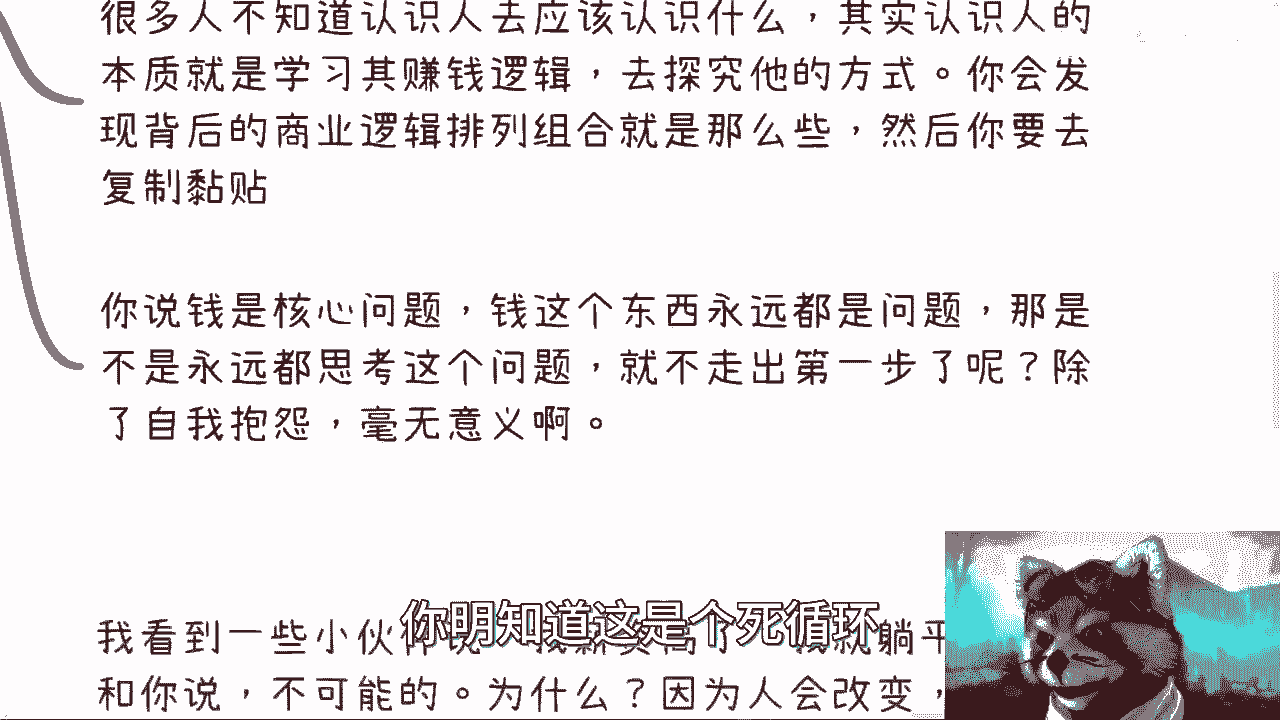 很多人不知道认识人去应该认识什么，其实认识人的
本质就是学习其赚钱逻辑，去探究他的方式。你会发
现背后的商业逻辑排列组合就是那么些，然后你要去
复制黏贴
你说钱是核心问题，钱这个东西永远都是问题，那是
不是永远都思考这个问题，就不走出第一步了呢？除
了自我抱怨，毫无意义啊。
你明知道这是个死循环
我看到一些小伙伴说 就躺平
和你说，不可能的。为什么？因为人会改变，